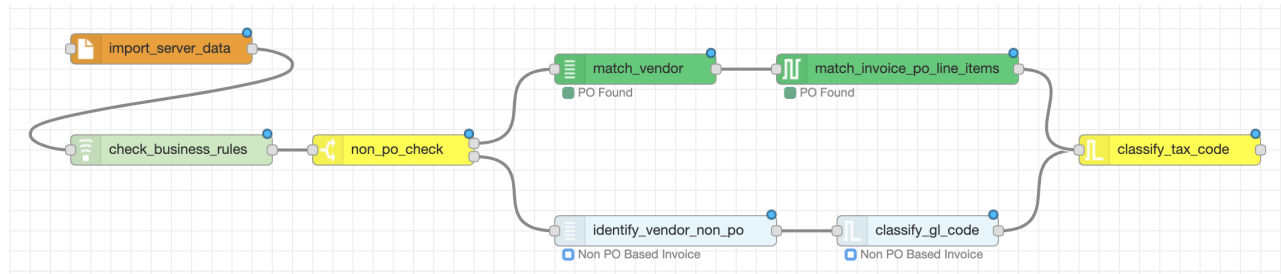 import_server_data
check_business_rules
non_po_check
match_vendor
PO Found
match_invoice_po_line_items
PO Found
identify_vendor_non_po
Non PO Based Invoice
classify_gl_code
Non PO Based Invoice
classify_tax_code